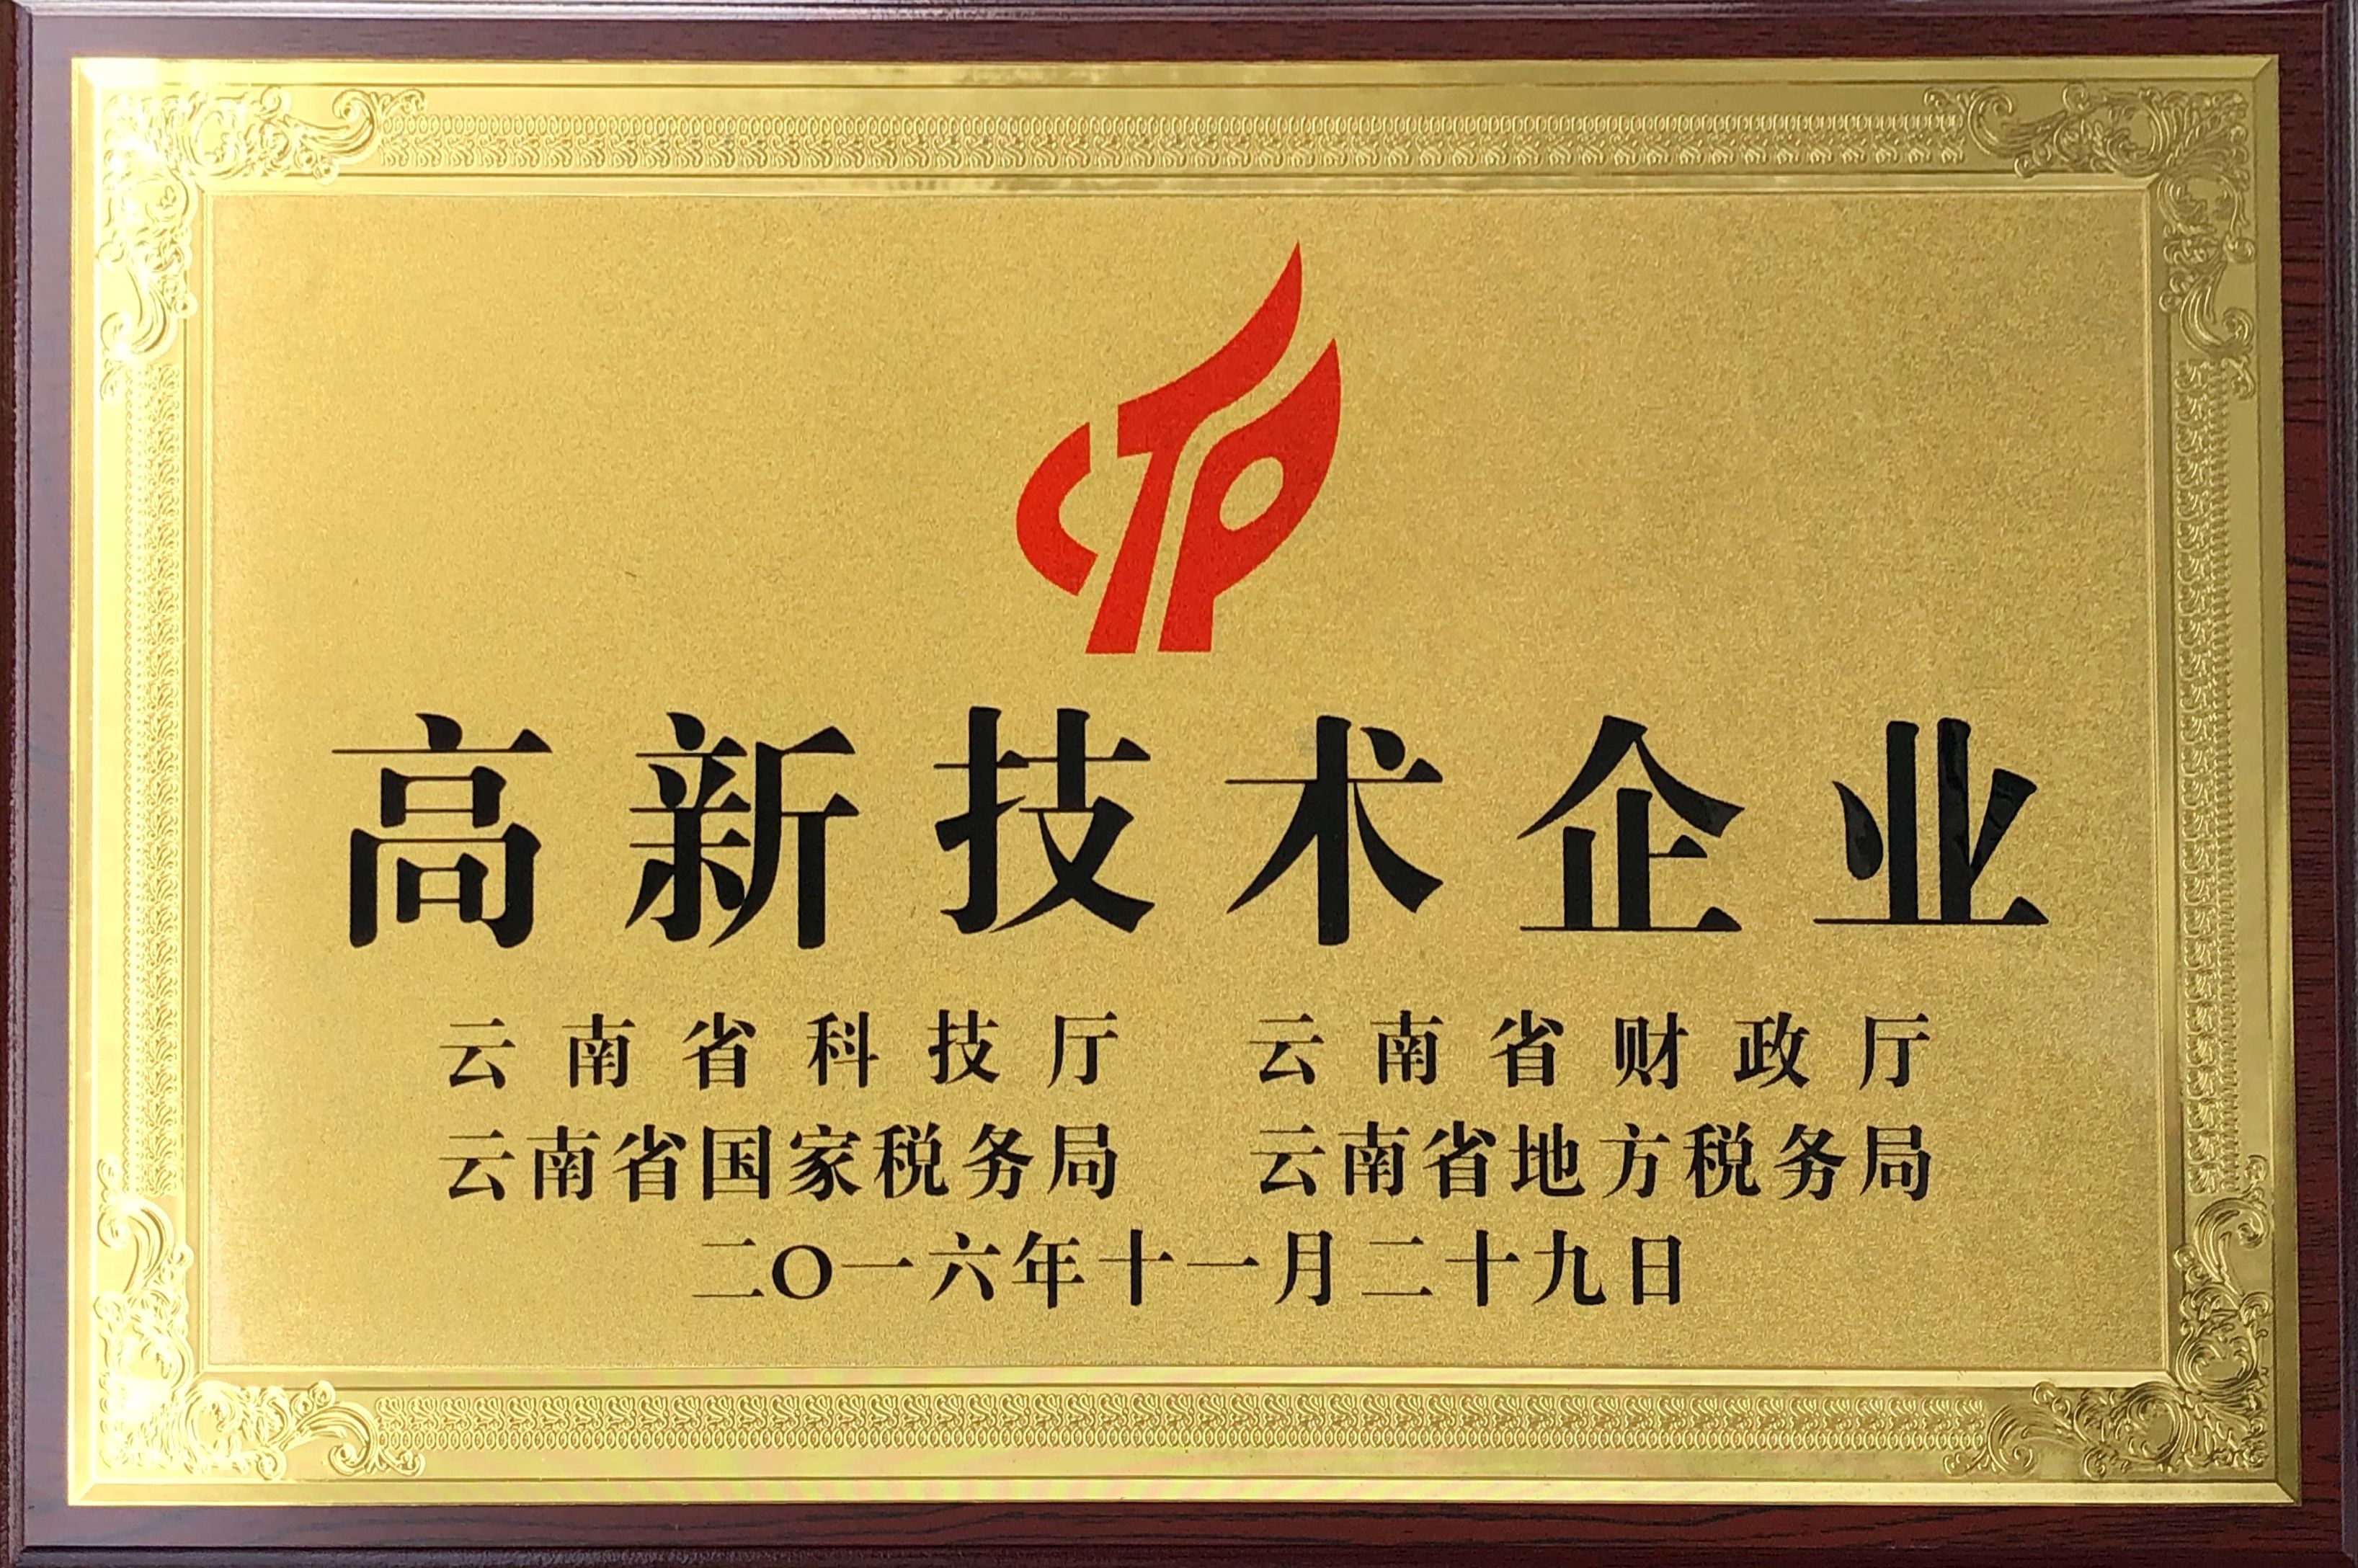 高新技术企业
云南省科技厅 云南省财政厅
云南省国家税务局 云南省地方税务局
二O一六年十一月二十九日